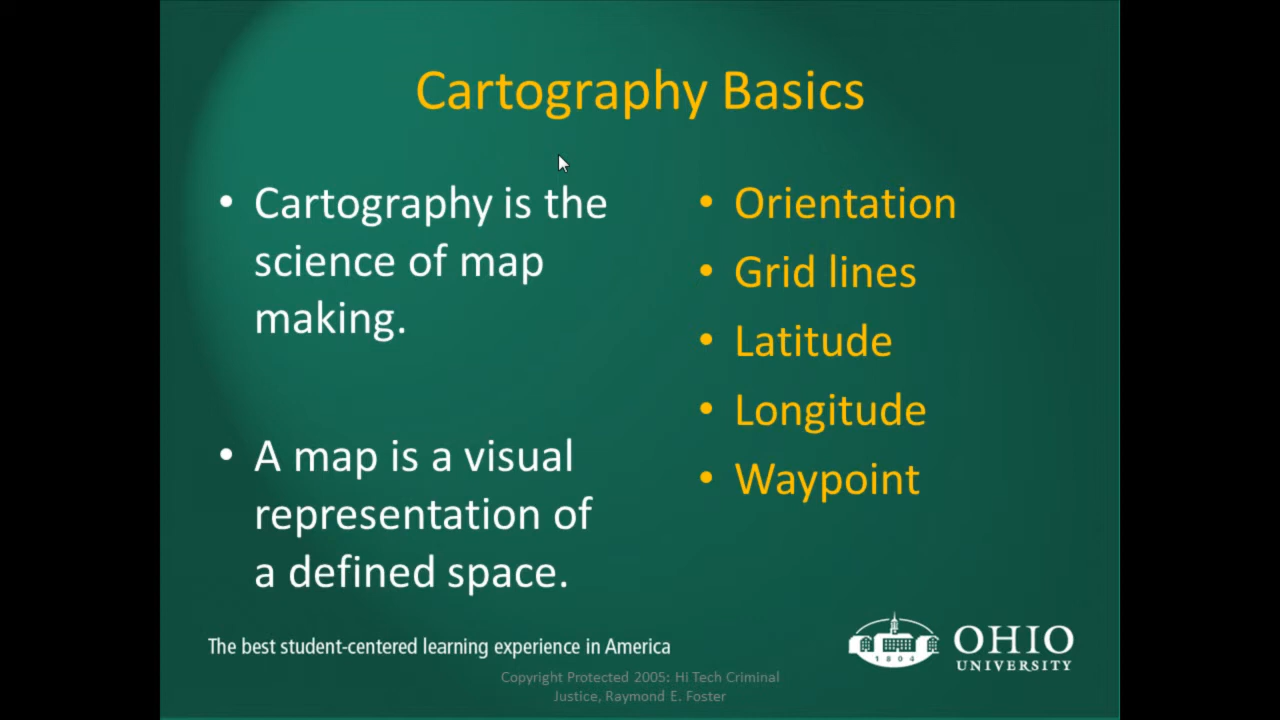 Cartography Basics
• Cartography is the
science of map
making.
• A map is a visual
representation of
a defined space.
• Orientation
• Grid lines
• Latitude
• Longitude
• Waypoint
The best student-centered learning experience in America
1804
OHIO
UNIVERSITY
Copyright Protected 2005: Hi Tech Criminal
Justice, Raymond E. Foster